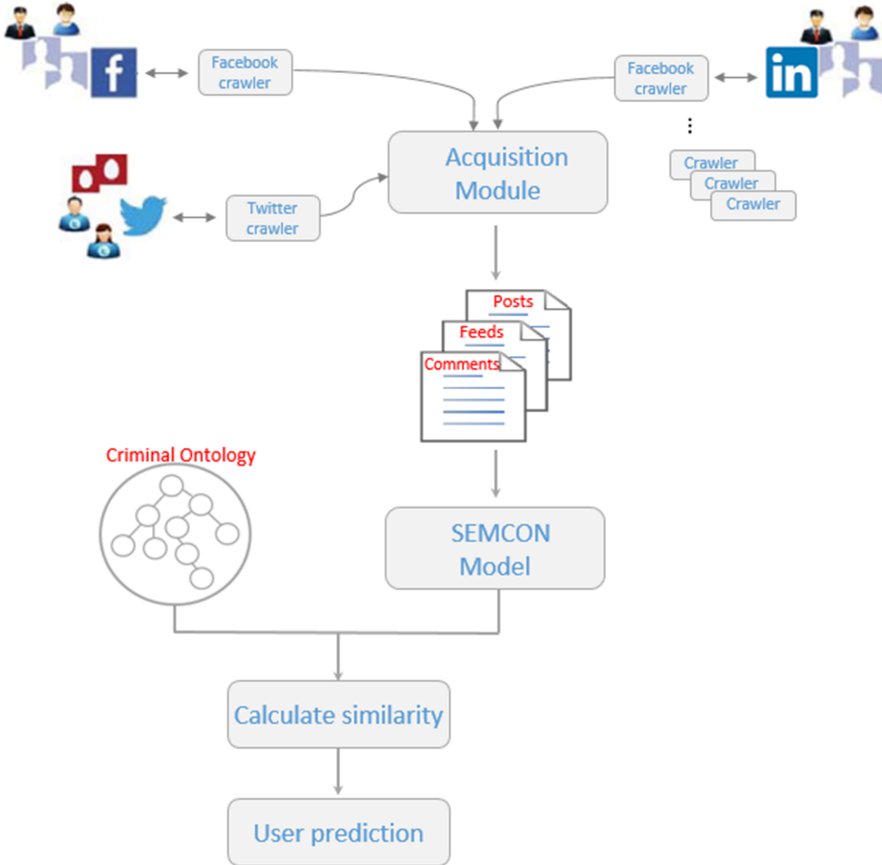 Facebook
crawler
Facebook
crawler
in
f
Acquisition
Module
Crawler
Crawler
Crawler
Twitter
crawler
Posts
Feeds
Comments
Criminal Ontology
SEMCON
Model
Calculate similarity
User prediction